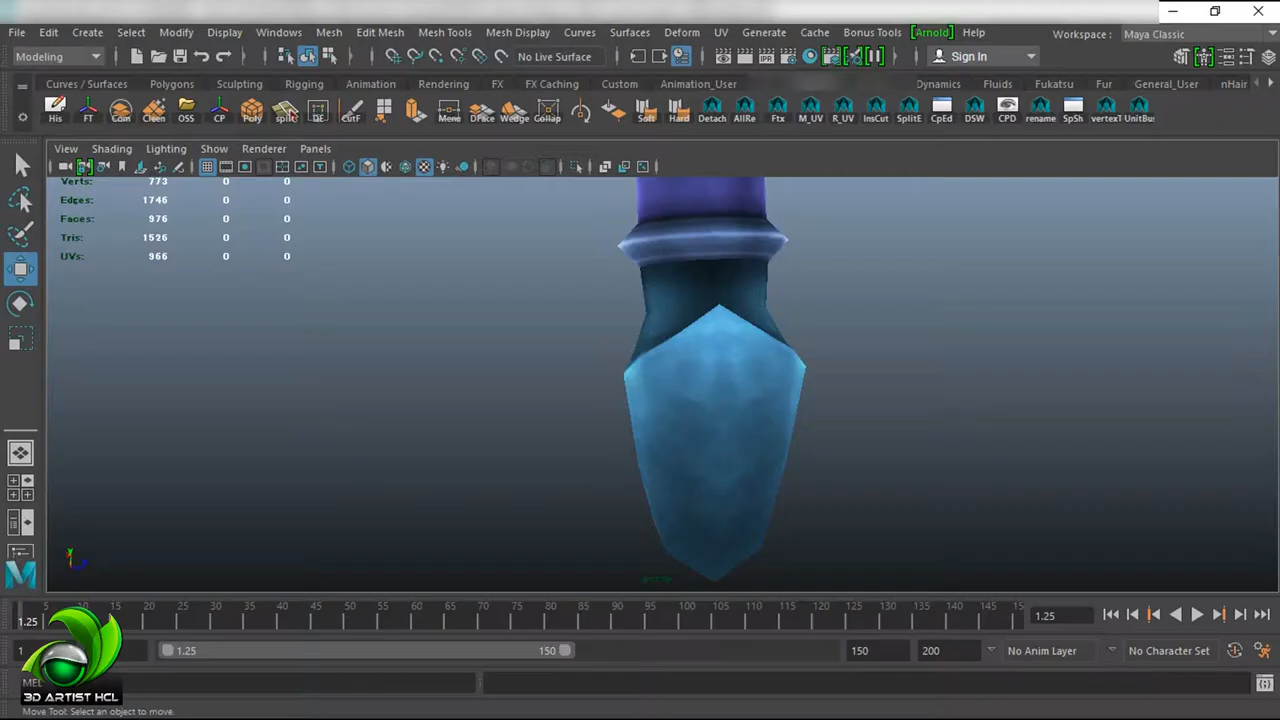 File Edit Create Select Modify Display Windows Mesh Edit Mesh Mesh Tools Mesh Display Curves Surfaces Deform UV Generate Cache Bonus Tools Arnold Help Workspace : Maya Classic
Modeling No Live Surface Sign In
Curves / Surfaces Polygons Sculpting Rigging Animation Rendering FX FX Caching Custom Animation_User Dynamics Fluids Fukatsu Fur General_User nHair
His FT Com Cleen OSS CP Poly split DE CutF Menu DFace Wedge Collap Soft Hard Detach AllRe Ftx M_UV R_UV InsCut SplitE CpEd DSW CPD rename SpSh vertexT UnitBus
View Shading Lighting Show Renderer Panels
Verts: 773 0 0
Edges: 1746 0 0
Faces: 976 0 0
Tris: 1526 0 0
UVs: 966 0 0
5 10 15 20 25 30 35 40 45 50 55 60 65 70 75 80 85 90 95 100 105 110 115 120 125 130 135 140 145 15
1.25 1.25
1 1.25 150 150 200 No Anim Layer No Character Set
3D ARTIST HCL
Move Tool: Select an object to move.